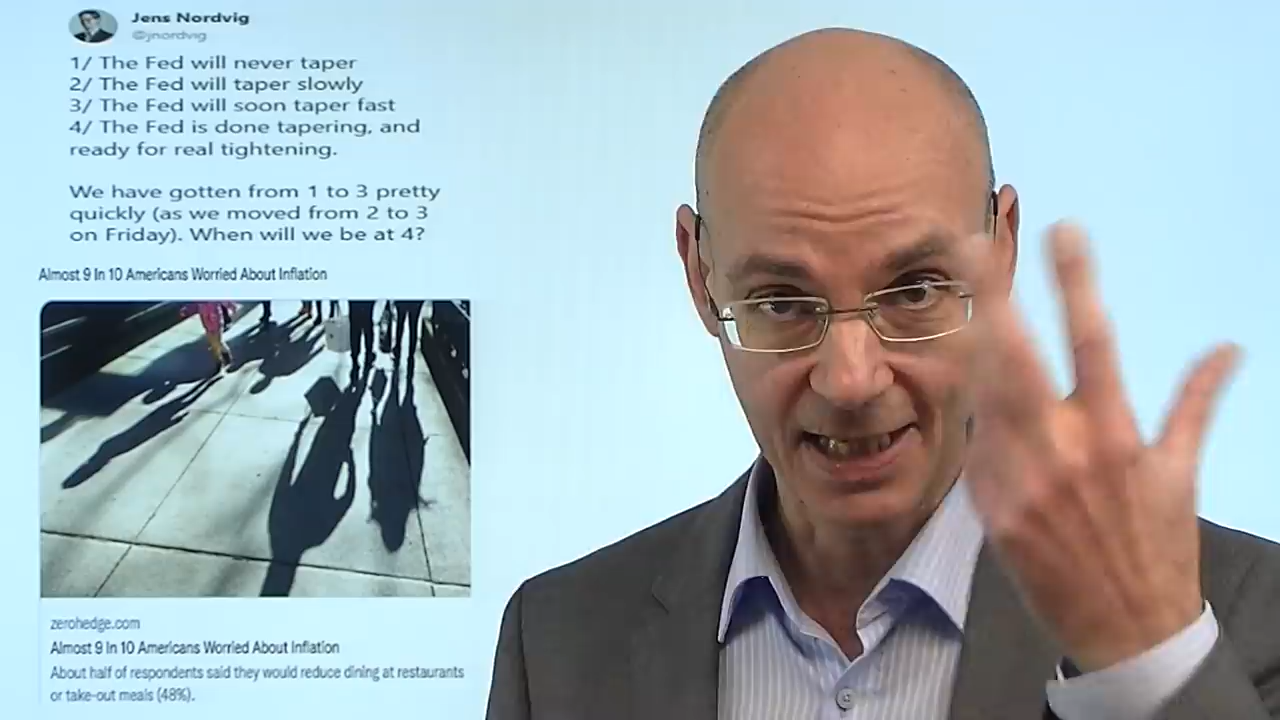 Jens Nordvig
@jnordvig
1/ The Fed will never taper
2/ The Fed will taper slowly
3/ The Fed will soon taper fast
4/ The Fed is done tapering, and
ready for real tightening.
We have gotten from 1 to 3 pretty
quickly (as we moved from 2 to 3
on Friday). When will we be at 4?
Almost 9 In 10 Americans Worried About Inflation
zerohedge.com
Almost 9 In 10 Americans Worried About Inflation
About half of respondents said they would reduce dining at restaurants
or take-out meals (48%).